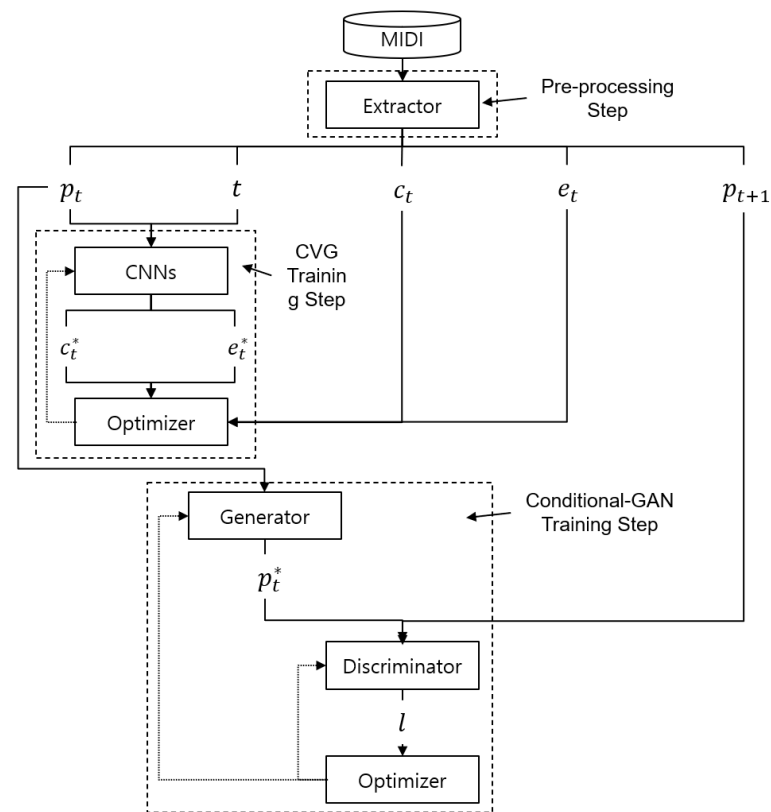 MIDI
Extractor
Pre-processing
Step
p_t
t
c_t
e_t
p_{t+1}
CNNs
CVG
Trainin
g Step
c_t^*
e_t^*
Optimizer
Generator
Conditional-GAN
Training Step
p_t^*
Discriminator
l
Optimizer